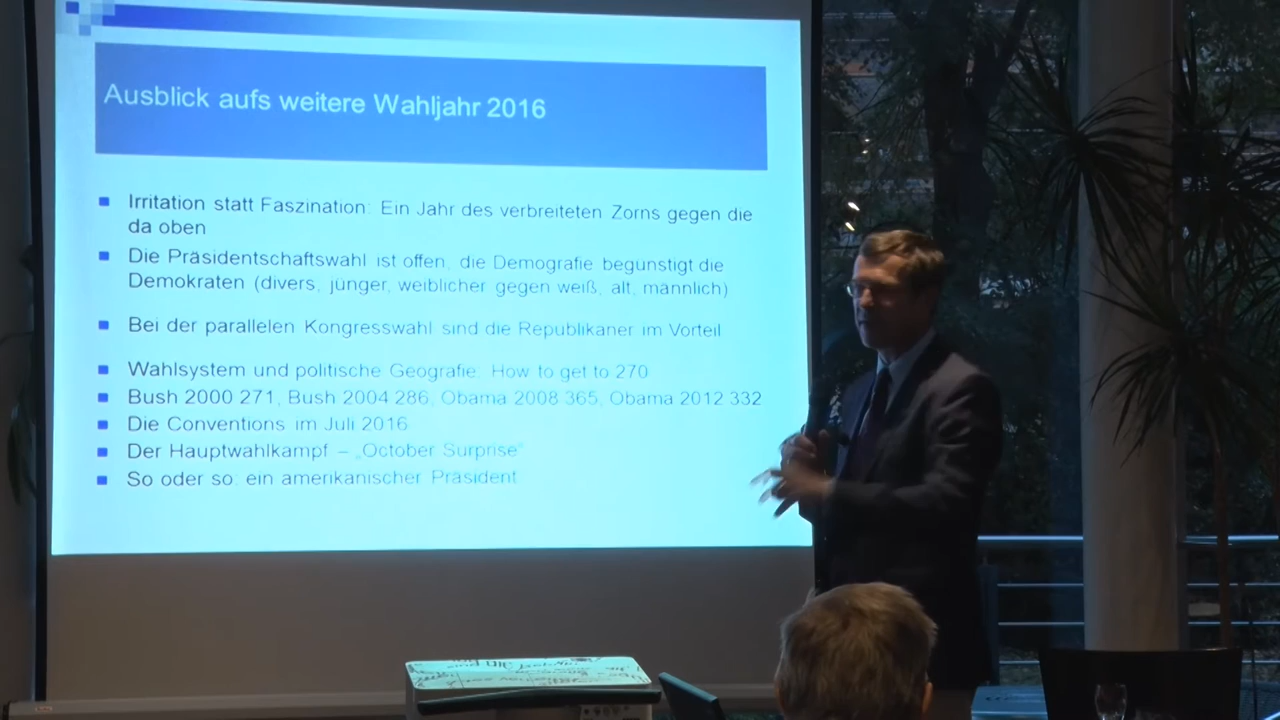 Ausblick aufs weitere Wahljahr 2016
Irritation statt Faszination: Ein Jahr des verbreiteten Zorns gegen die
da oben
Die Präsidentschaftswahl ist offen, die Demografie begünstigt die
Demokraten (divers, jünger, weiblicher gegen weiß, alt, männlich)
Bei der parallelen Kongresswahl sind die Republikaner im Vorteil
Wahlsystem und politische Geografie: How to get to 270
Bush 2000 271, Bush 2004 286, Obama 2008 365, Obama 2012 332
Die Conventions im Juli 2016
Der Hauptwahlkampf – „October Surprise“
So oder so: ein amerikanischer Präsident